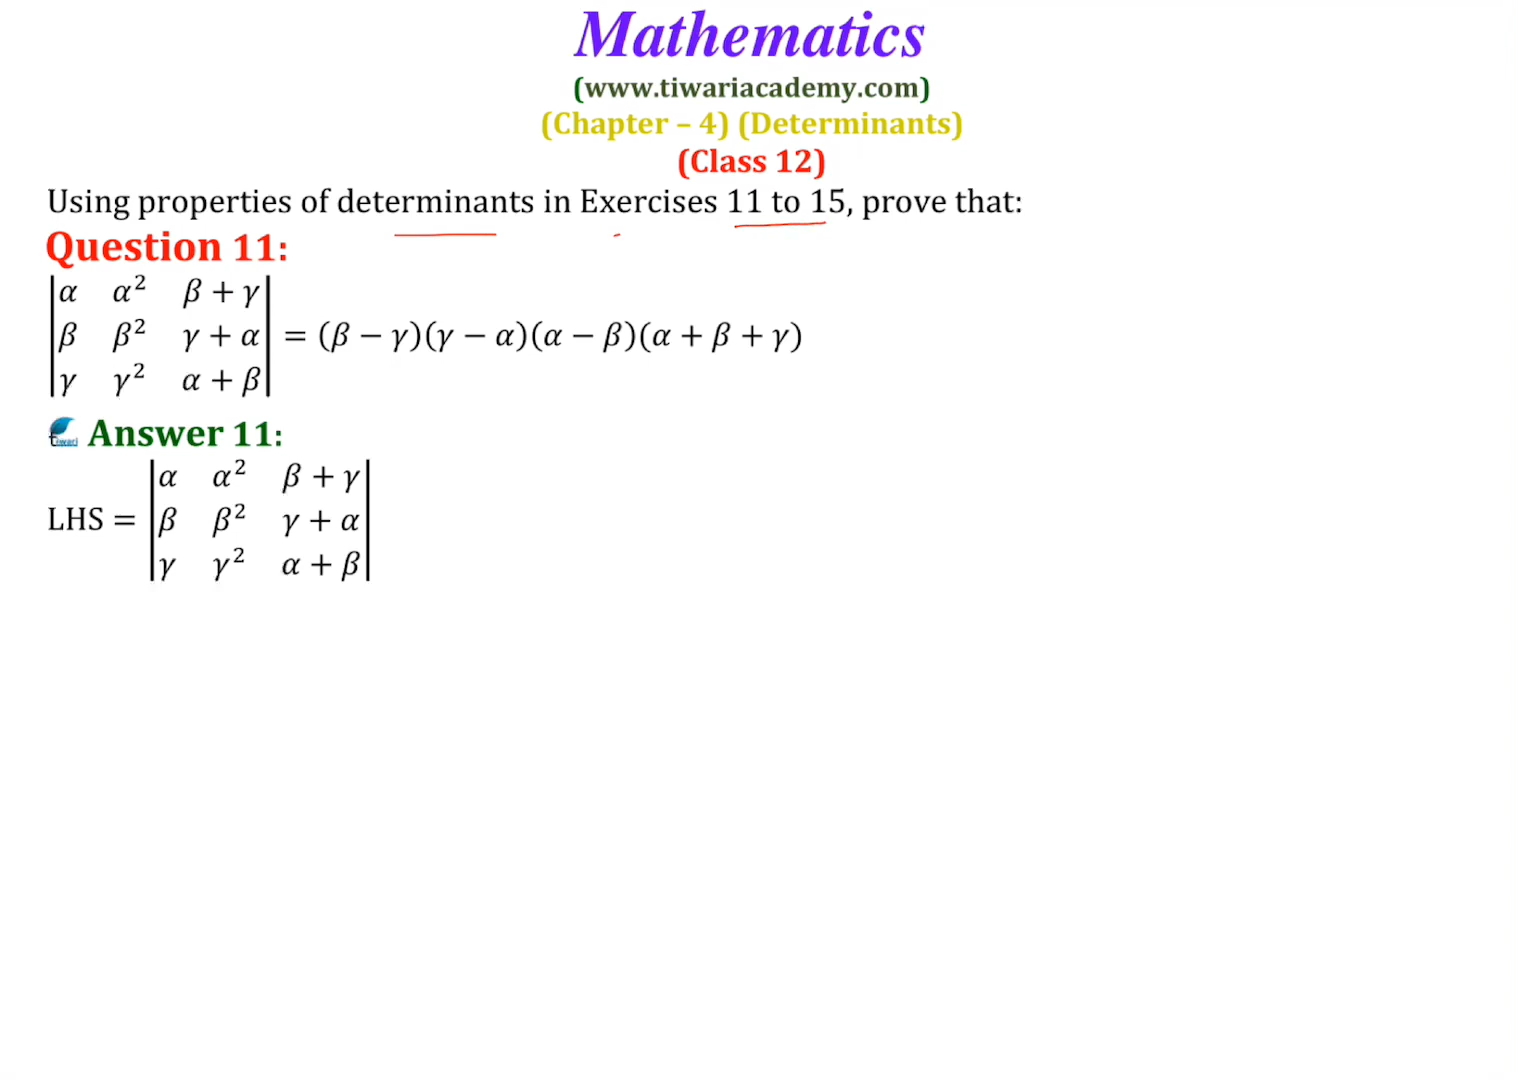 Mathematics
(www.tiwariacademy.com)
(Chapter – 4) (Determinants)
(Class 12)
Using properties of determinants in Exercises 11 to 15, prove that:
Question 11:
|α α² β + γ|
|β β² γ + α| = (β − γ)(γ − α)(α − β)(α + β + γ)
|γ γ² α + β|
tiwari Answer 11:
|α α² β + γ|
LHS = |β β² γ + α|
|γ γ² α + β|